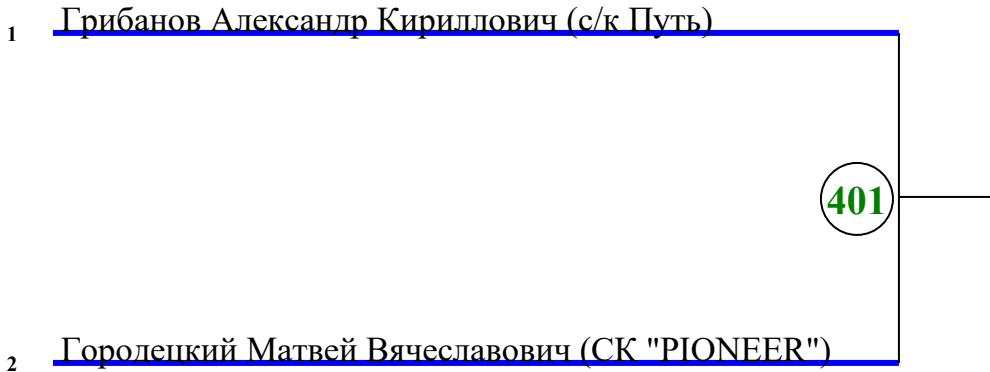 1 Грибанов Александр Кириллович (с/к Путь)
401
2 Городецкий Матвей Вячеславович (СК "PIONEER")